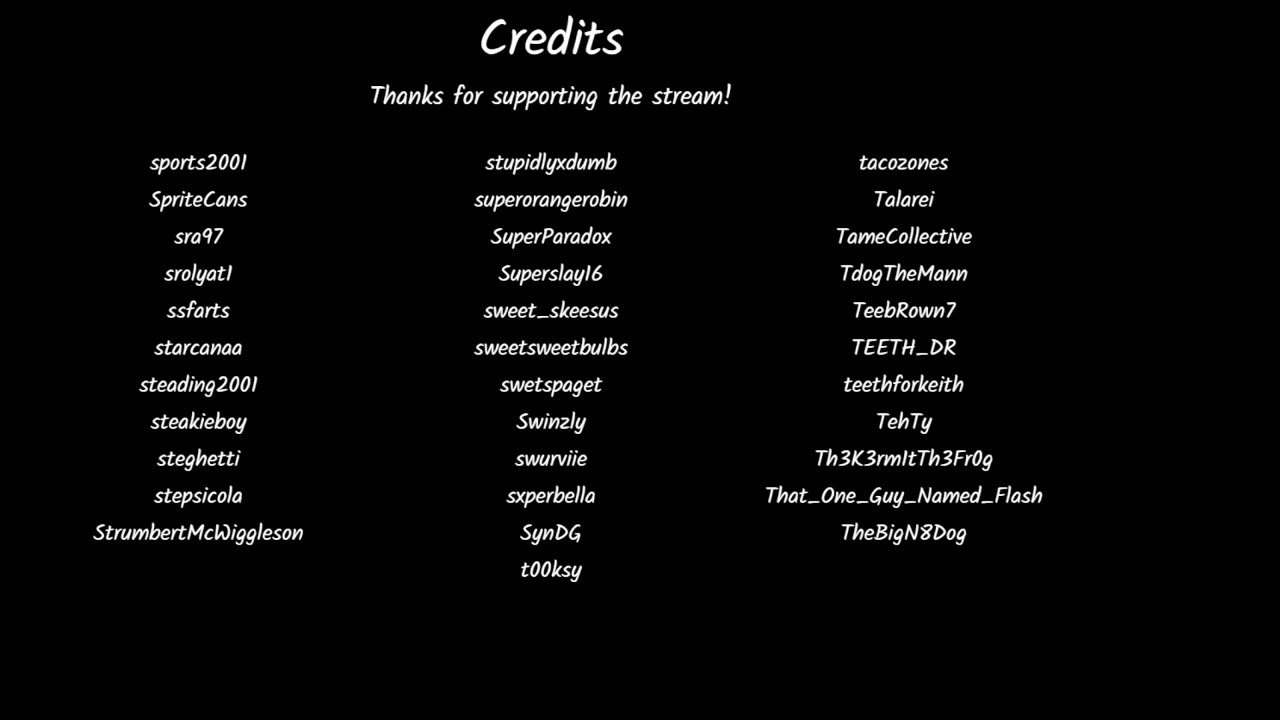 Credits
Thanks for supporting the stream!
sports2001
SpriteCans
sra97
srolyat1
ssfarts
starcanaa
steading2001
steakieboy
steghetti
stepsicola
StrumbertMcWiggleson
stupidlyxdumb
superorangerobin
SuperParadox
Superslay16
sweet_skeesus
sweetsweetbulbs
swetspaget
Swinzly
swurviie
sxperbella
SynDG
t00ksy
tacozones
Talarei
TameCollective
TdogTheMann
TeebRown7
TEETH_DR
teethforkeith
TehTy
Th3K3rmItTh3Fr0g
That_One_Guy_Named_Flash
TheBigN8Dog